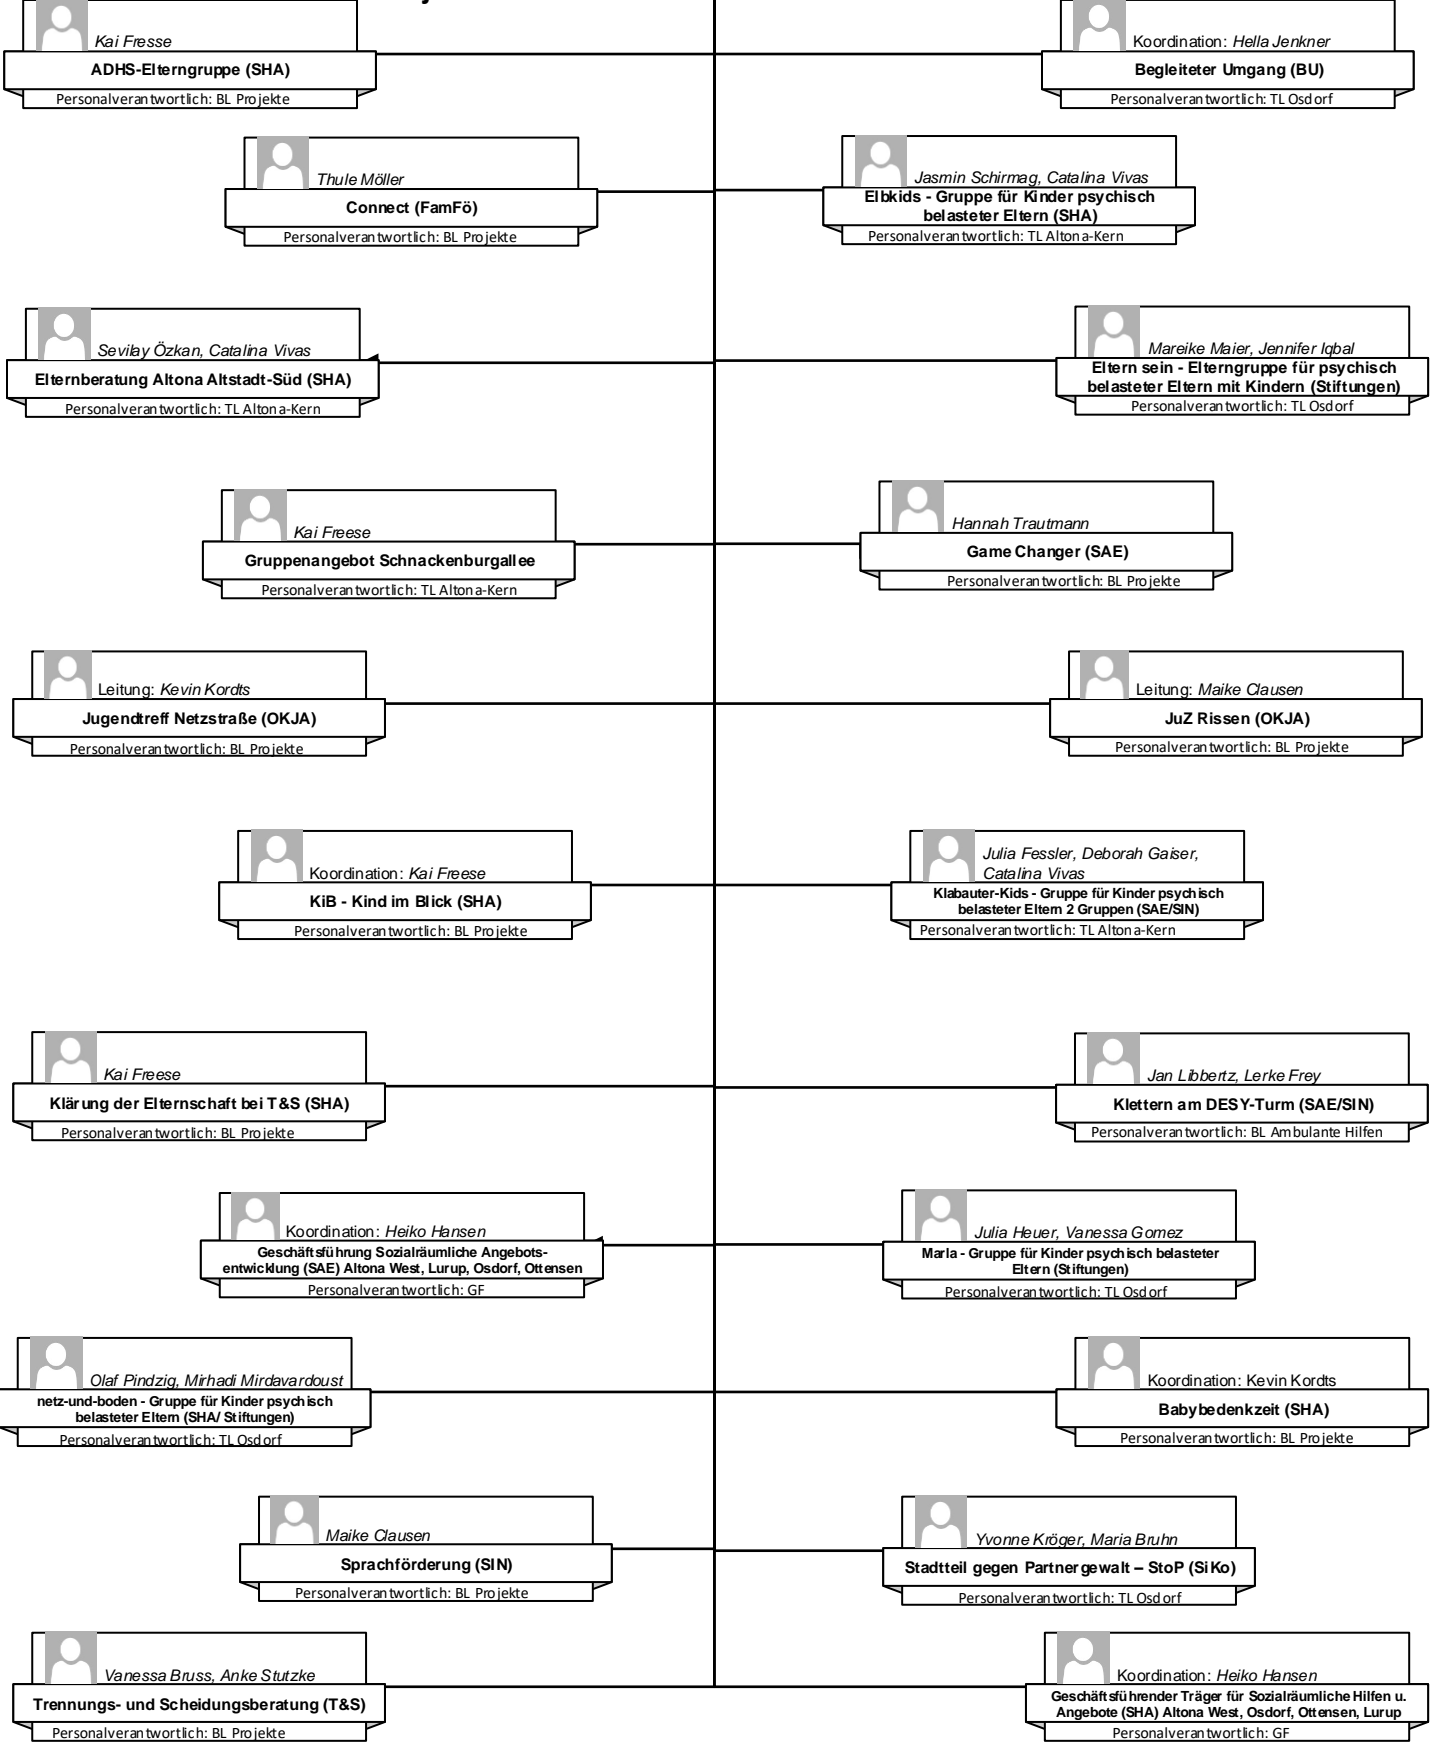 Kai Fresse
ADHS-Elterngruppe (SHA)
Personalverantwortlich: BL Projekte
Koordination: Hella Jenkner
Begleiteter Umgang (BU)
Personalverantwortlich: TL Osdorf
Thule Möller
Connect (FamFö)
Personalverantwortlich: BL Projekte
Jasmin Schirmag, Catalina Vivas
Elbkids - Gruppe für Kinder psychisch
belasteter Eltern (SHA)
Personalverantwortlich: TL Altona-Kern
Sevilay Özkan, Catalina Vivas
Elternberatung Altona Altstadt-Süd (SHA)
Personalverantwortlich: TL Altona-Kern
Mareike Maier, Jennifer Iqbal
Eltern sein - Elterngruppe für psychisch
belasteter Eltern mit Kindern (Stiftungen)
Personalverantwortlich: TL Osdorf
Kai Freese
Gruppenangebot Schnackenburgallee
Personalverantwortlich: TL Altona-Kern
Hannah Trautmann
Game Changer (SAE)
Personalverantwortlich: BL Projekte
Leitung: Kevin Kordts
Jugendtreff Netzstraße (OKJA)
Personalverantwortlich: BL Projekte
Leitung: Maike Clausen
JuZ Rissen (OKJA)
Personalverantwortlich: BL Projekte
Koordination: Kai Freese
KiB - Kind im Blick (SHA)
Personalverantwortlich: BL Projekte
Julia Fessler, Deborah Gaiser,
Catalina Vivas
Klabauter-Kids - Gruppe für Kinder psychisch
belasteter Eltern 2 Gruppen (SAE/SIN)
Personalverantwortlich: TL Altona-Kern
Kai Freese
Klärung der Elternschaft bei T&S (SHA)
Personalverantwortlich: BL Projekte
Jan Libbertz, Lerke Frey
Klettern am DESY-Turm (SAE/SIN)
Personalverantwortlich: BL Ambulante Hilfen
Koordination: Heiko Hansen
Geschäftsführung Sozialräumliche Angebots-
entwicklung (SAE) Altona West, Lurup, Osdorf, Ottensen
Personalverantwortlich: GF
Julia Heuer, Vanessa Gomez
Marla - Gruppe für Kinder psychisch belasteter
Eltern (Stiftungen)
Personalverantwortlich: TL Osdorf
Olaf Pindzig, Mirhadi Mirdavardoust
netz-und-boden - Gruppe für Kinder psychisch
belasteter Eltern (SHA/ Stiftungen)
Personalverantwortlich: TL Osdorf
Koordination: Kevin Kordts
Babybedenkzeit (SHA)
Personalverantwortlich: BL Projekte
Maike Clausen
Sprachförderung (SIN)
Personalverantwortlich: BL Projekte
Yvonne Kröger, Maria Bruhn
Stadtteil gegen Partnergewalt – StoP (SiKo)
Personalverantwortlich: TL Osdorf
Vanessa Bruss, Anke Stutzke
Trennungs- und Scheidungsberatung (T&S)
Personalverantwortlich: BL Projekte
Koordination: Heiko Hansen
Geschäftsführender Träger für Sozialräumliche Hilfen u.
Angebote (SHA) Altona West, Osdorf, Ottensen, Lurup
Personalverantwortlich: GF